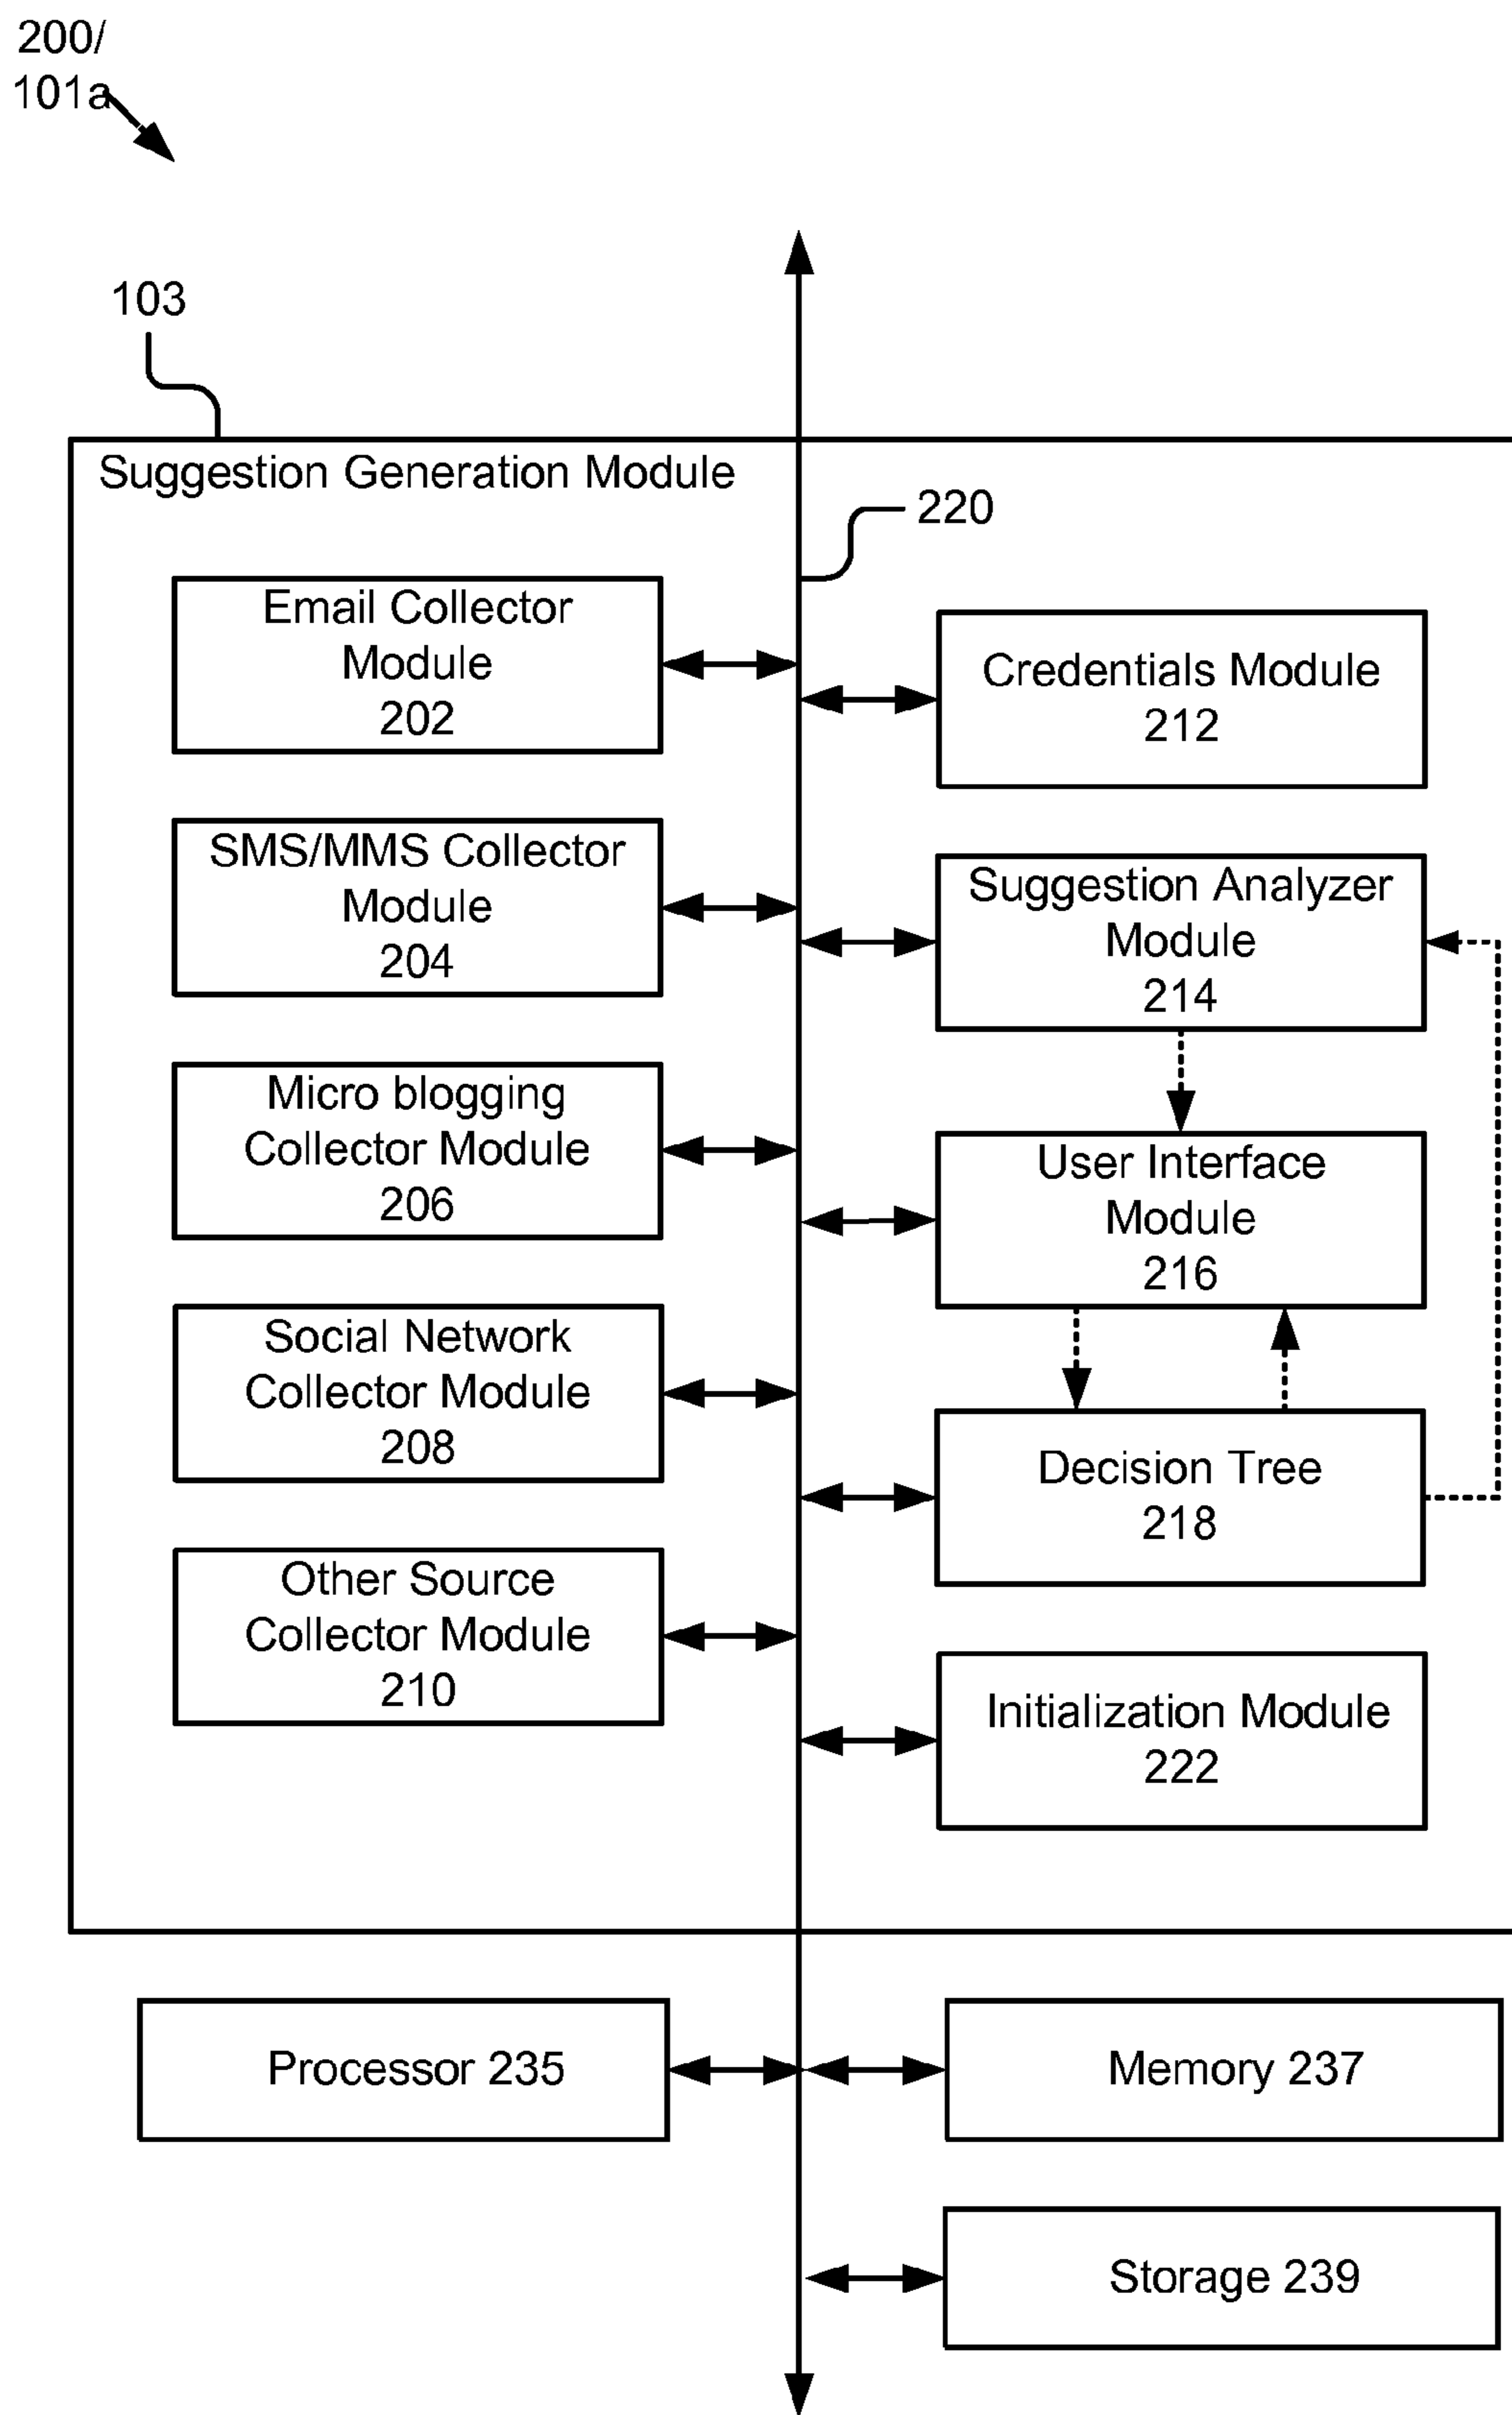 200/
101a
103
Suggestion Generation Module
220
Email Collector
Module
202
SMS/MMS Collector
Module
204
Micro blogging
Collector Module
206
Social Network
Collector Module
208
Other Source
Collector Module
210
Credentials Module
212
Suggestion Analyzer
Module
214
User Interface
Module
216
Decision Tree
218
Initialization Module
222
Processor 235
Memory 237
Storage 239